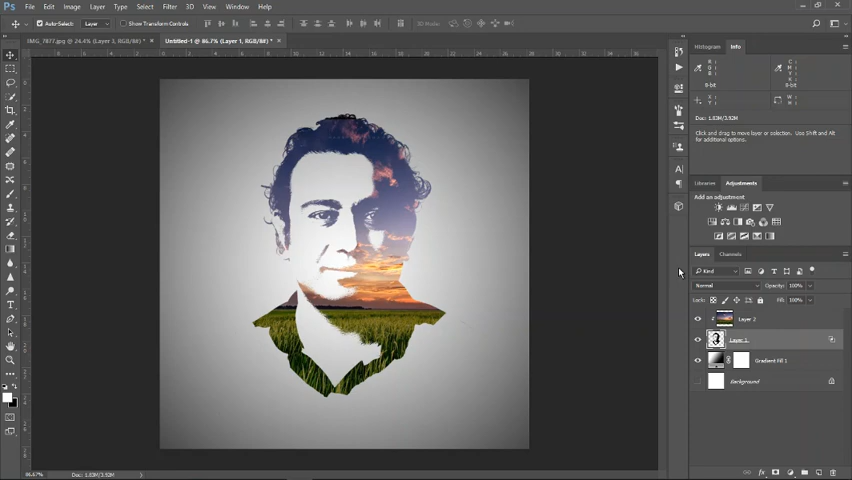 Ps File Edit Image Layer Type Select Filter 3D View Window Help
Auto-Select: Layer Show Transform Controls 3D Mode:
IMG_7877.jpg @ 24.4% (Layer 3, RGB/8#) * × Untitled-1 @ 86.7% (Layer 1, RGB/8#) * ×
Histogram Info
R: C:
G: M:
B: Y:
K:
8-bit 8-bit
X: W:
Y: H:
Doc: 1.83M/3.92M
Click and drag to move layer or selection. Use Shift and Alt for additional options.
Libraries Adjustments
Add an adjustment
Layers Channels
Kind
Normal Opacity: 100%
Lock: Fill: 100%
Layer 2
Layer 1
Gradient Fill 1
Background
86.67% Doc: 1.83M/3.92M